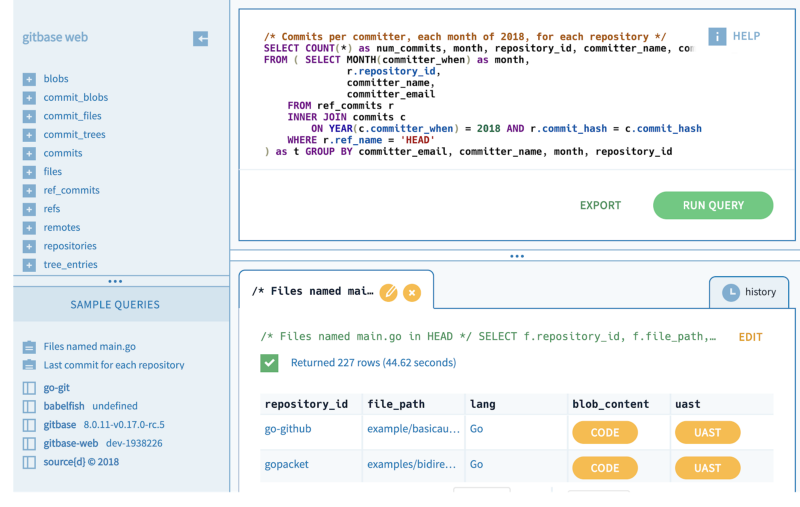 gitbase web
blobs
commit_blobs
commit_files
commit_trees
commits
files
ref_commits
refs
remotes
repositories
tree_entries
SAMPLE QUERIES
Files named main.go
Last commit for each repository
go-git
babelfish undefined
gitbase 8.0.11-v0.17.0-rc.5
gitbase-web dev-1938226
source{d} © 2018
/* Commits per committer, each month of 2018, for each repository */
SELECT COUNT(*) as num_commits, month, repository_id, committer_name, com
FROM ( SELECT MONTH(committer_when) as month,
r.repository_id,
committer_name,
committer_email
FROM ref_commits r
INNER JOIN commits c
ON YEAR(c.committer_when) = 2018 AND r.commit_hash = c.commit_hash
WHERE r.ref_name = 'HEAD'
) as t GROUP BY committer_email, committer_name, month, repository_id
i HELP
EXPORT RUN QUERY
/* Files named mai…
history
/* Files named main.go in HEAD */ SELECT f.repository_id, f.file_path,… EDIT
Returned 227 rows (44.62 seconds)
repository_id file_path lang blob_content uast
go-github example/basicau… Go CODE UAST
gopacket examples/bidire… Go CODE UAST